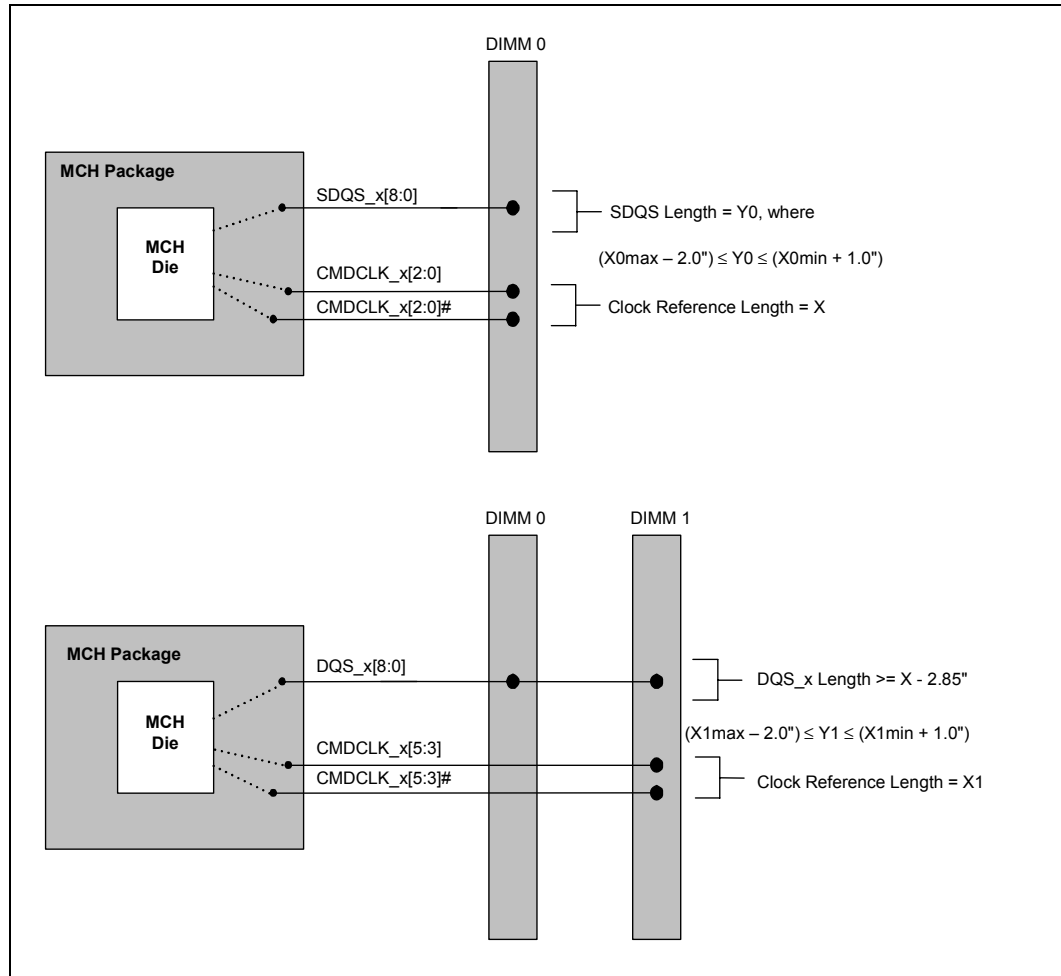 DIMM 0
MCH Package
SDQS_x[8:0]
SDQS Length = Y0, where
MCH
Die
(X0max – 2.0") ≤ Y0 ≤ (X0min + 1.0")
CMDCLK_x[2:0]
CMDCLK_x[2:0]#
Clock Reference Length = X
DIMM 0
DIMM 1
MCH Package
DQS_x[8:0]
DQS_x Length >= X - 2.85"
MCH
Die
(X1max – 2.0") ≤ Y1 ≤ (X1min + 1.0")
CMDCLK_x[5:3]
CMDCLK_x[5:3]#
Clock Reference Length = X1